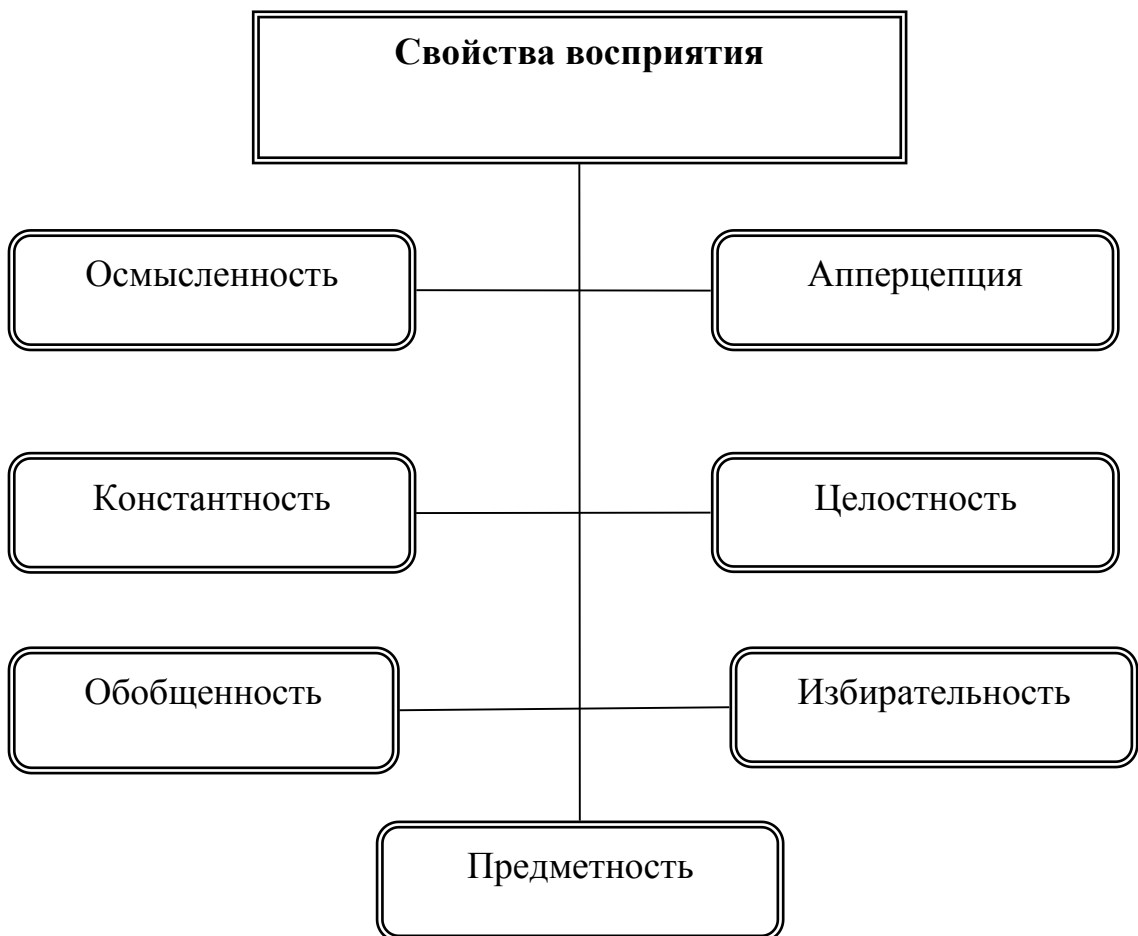 Свойства восприятия
Осмысленность
Апперцепция
Константность
Целостность
Обобщенность
Избирательность
Предметность